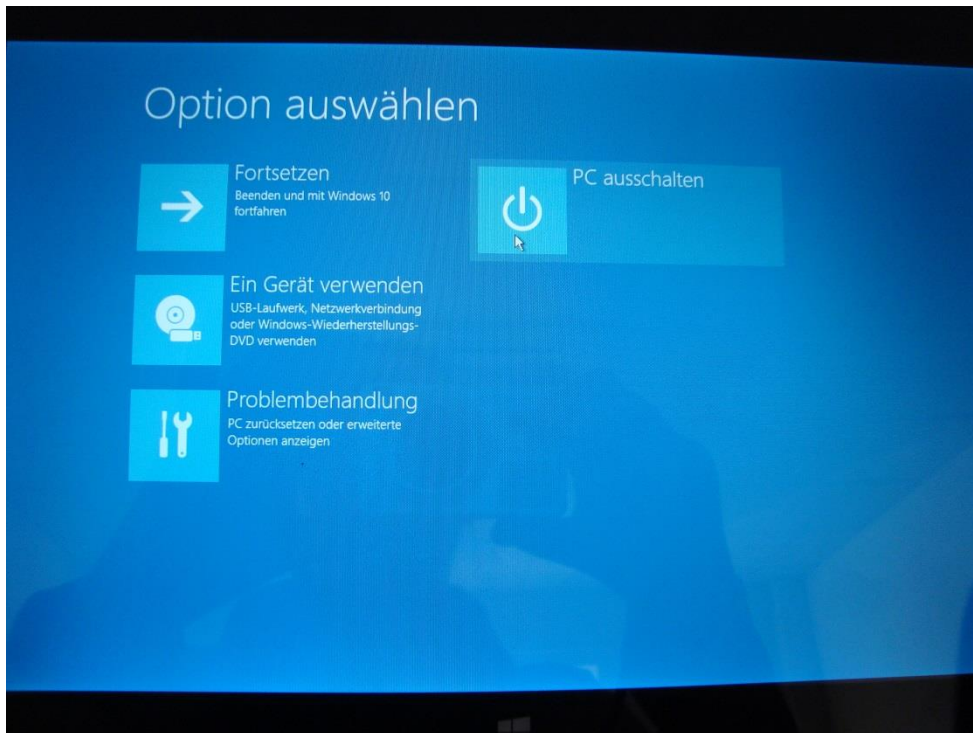 Option auswählen
Fortsetzen
Beenden und mit Windows 10
fortfahren
Ein Gerät verwenden
USB-Laufwerk, Netzwerkverbindung
oder Windows-Wiederherstellungs-
DVD verwenden
Problembehandlung
PC zurücksetzen oder erweiterte
Optionen anzeigen
PC ausschalten